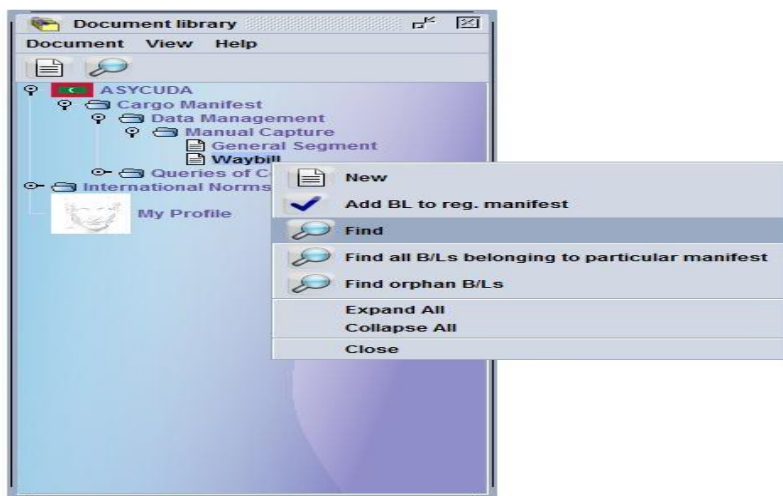 Document library
Document View Help
ASYCUDA
Cargo Manifest
Data Management
Manual Capture
General Segment
Waybill
Queries of C
International Norms
My Profile
New
Add BL to reg. manifest
Find
Find all B/Ls belonging to particular manifest
Find orphan B/Ls
Expand All
Collapse All
Close